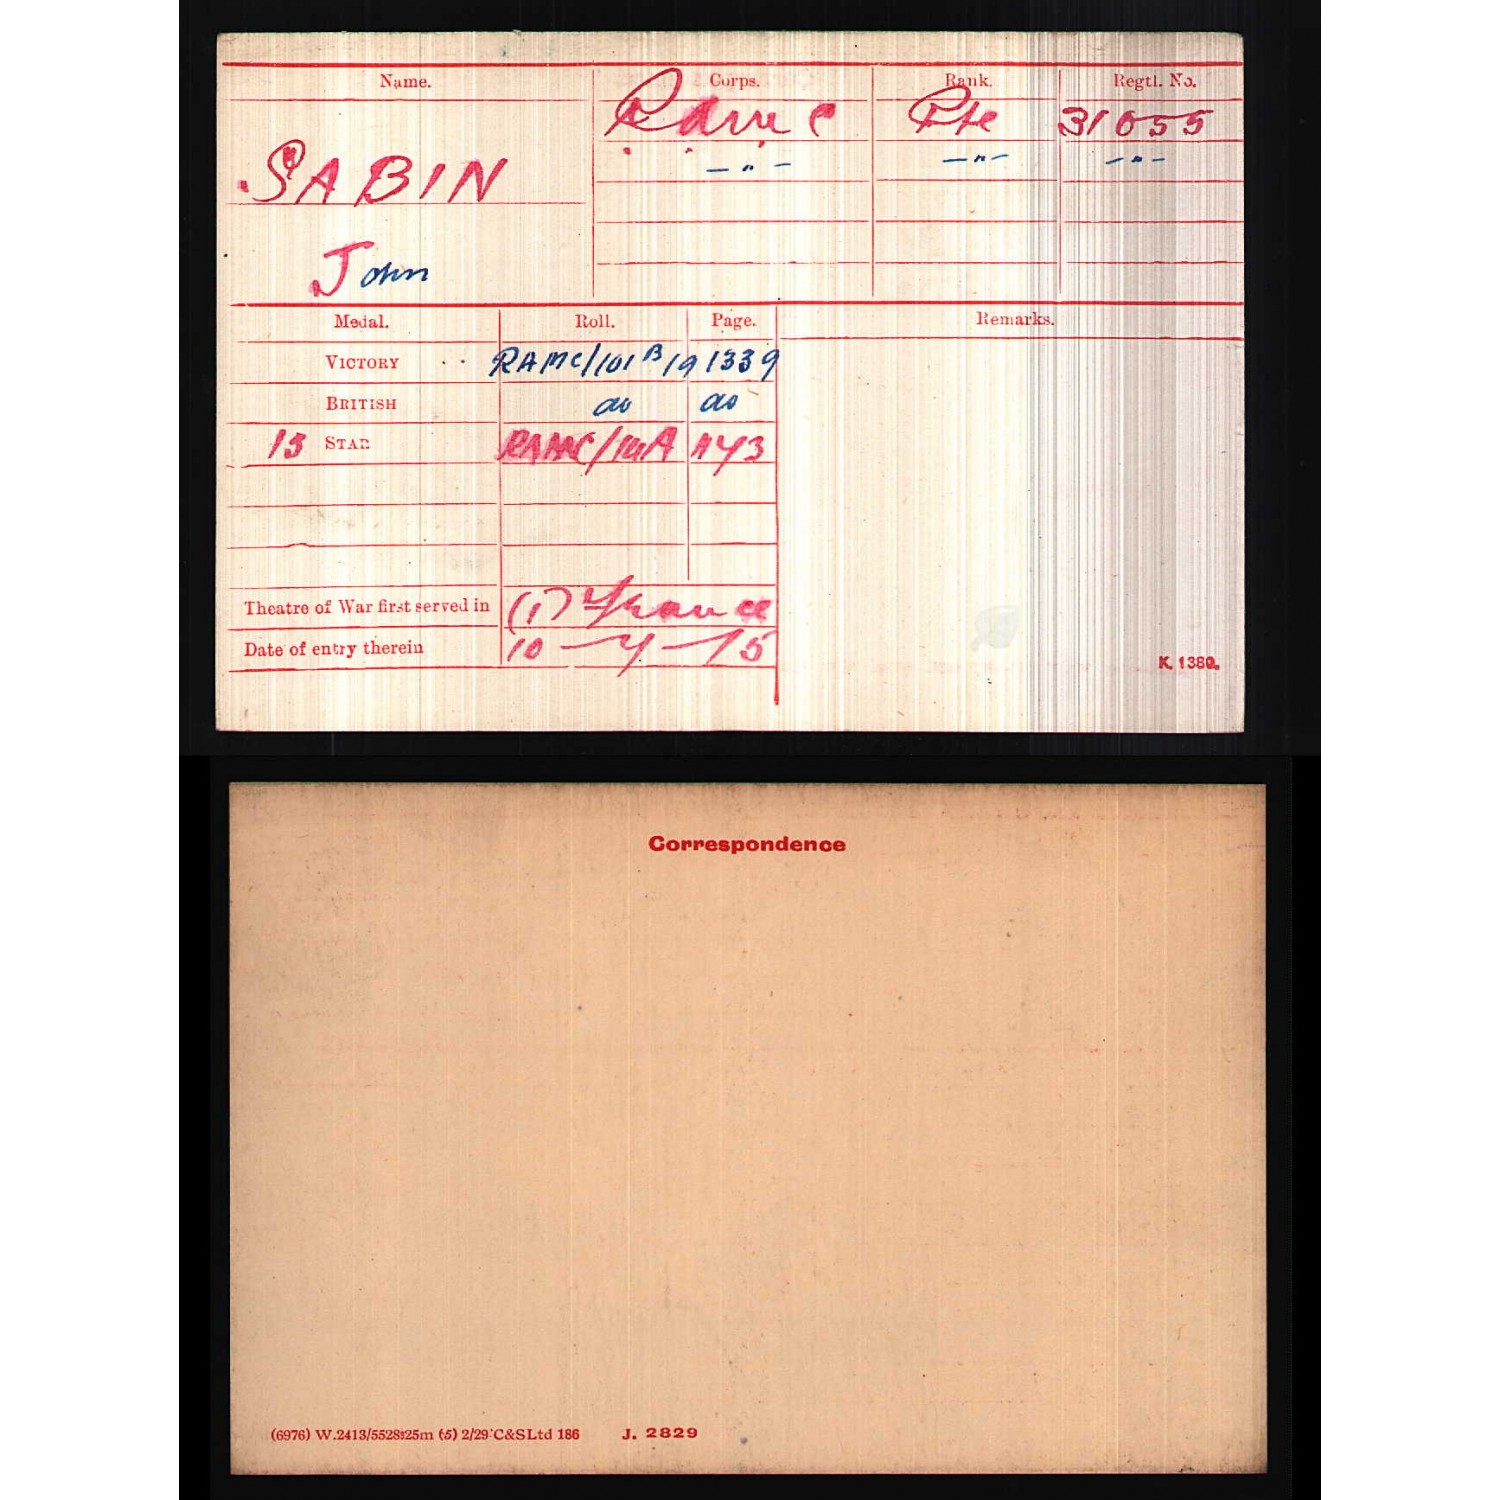 Name. Corps. Rank. Regtl. No.
RAMC Pte 31055
SABIN — " — — " — — " —
John
Medal. Roll. Page. Remarks.
VICTORY . . RAMC/101 B 19 1339
BRITISH do do
15 STAR RAMC/10A
Theatre of War first served in (1) France
Date of entry therein 10 — 7 — 15
K. 1380.
Correspondence
(6976) W.2413/5528 25m (5) 2/29 C&SLtd 186 J. 2829